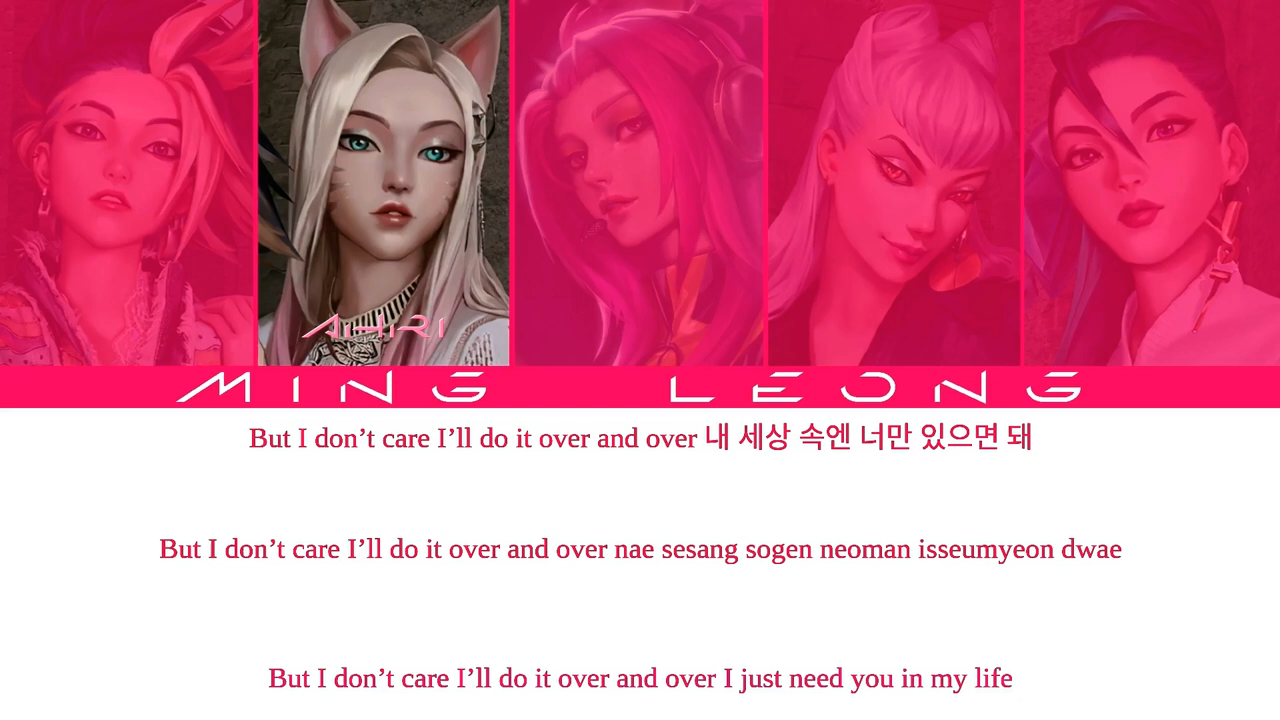 AHRI
MING LEONG
But I don’t care I’ll do it over and over 내 세상 속엔 너만 있으면 돼
But I don’t care I’ll do it over and over nae sesang sogen neoman isseumyeon dwae
But I don’t care I’ll do it over and over I just need you in my life